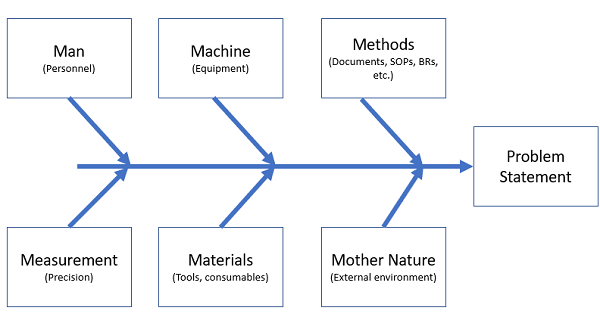 Man
(Personnel)
Machine
(Equipment)
Methods
(Documents, SOPs, BRs,
etc.)
Problem
Statement
Measurement
(Precision)
Materials
(Tools, consumables)
Mother Nature
(External environment)